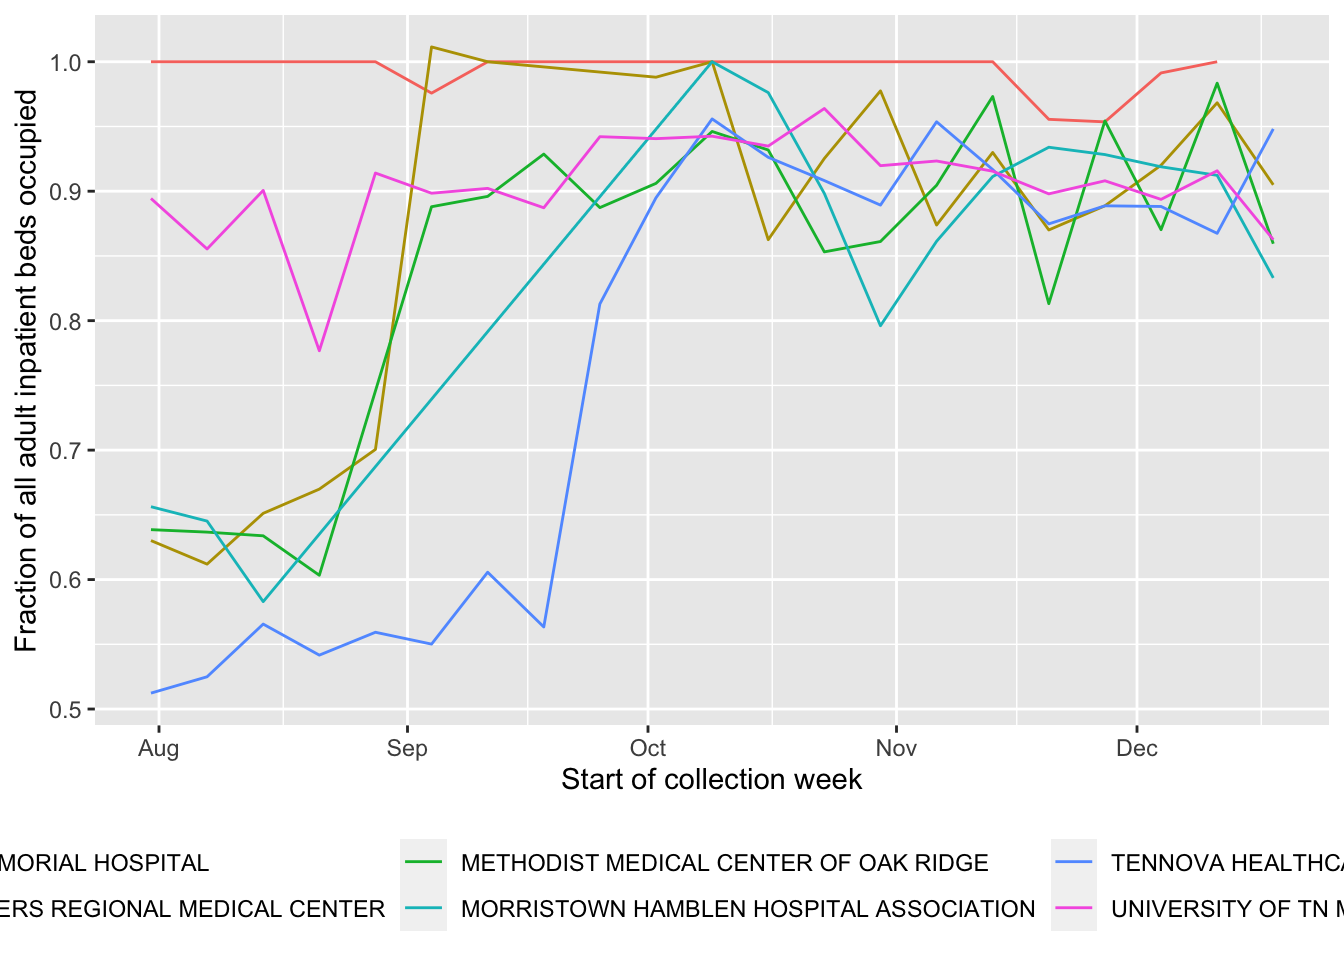 Fraction of all adult inpatient beds occupied
1.0
0.9
0.8
0.7
0.6
0.5
Aug Sep Oct Nov Dec
Start of collection week
MORIAL HOSPITAL METHODIST MEDICAL CENTER OF OAK RIDGE TENNOVA HEALTHCA
ERS REGIONAL MEDICAL CENTER MORRISTOWN HAMBLEN HOSPITAL ASSOCIATION UNIVERSITY OF TN M